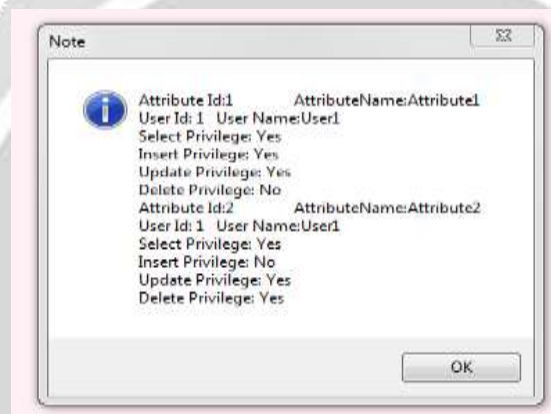 Note
Attribute Id:1 AttributeName:Attribute1
User Id: 1 User Name:User1
Select Privilege: Yes
Insert Privilege: Yes
Update Privilege: Yes
Delete Privilege: No
Attribute Id:2 AttributeName:Attribute2
User Id: 1 User Name:User1
Select Privilege: Yes
Insert Privilege: No
Update Privilege: Yes
Delete Privilege: Yes
OK